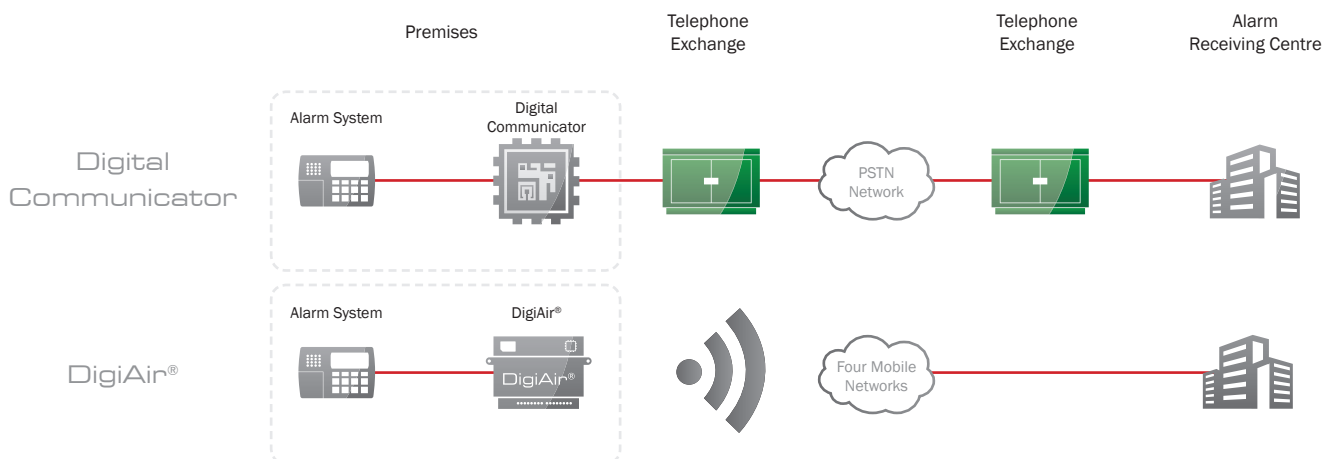 Premises
Telephone
Exchange
Telephone
Exchange
Alarm
Receiving Centre
Digital
Communicator
Alarm System
Digital
Communicator
PSTN
Network
DigiAir®
Alarm System
DigiAir®
DigiAir®
Four Mobile
Networks